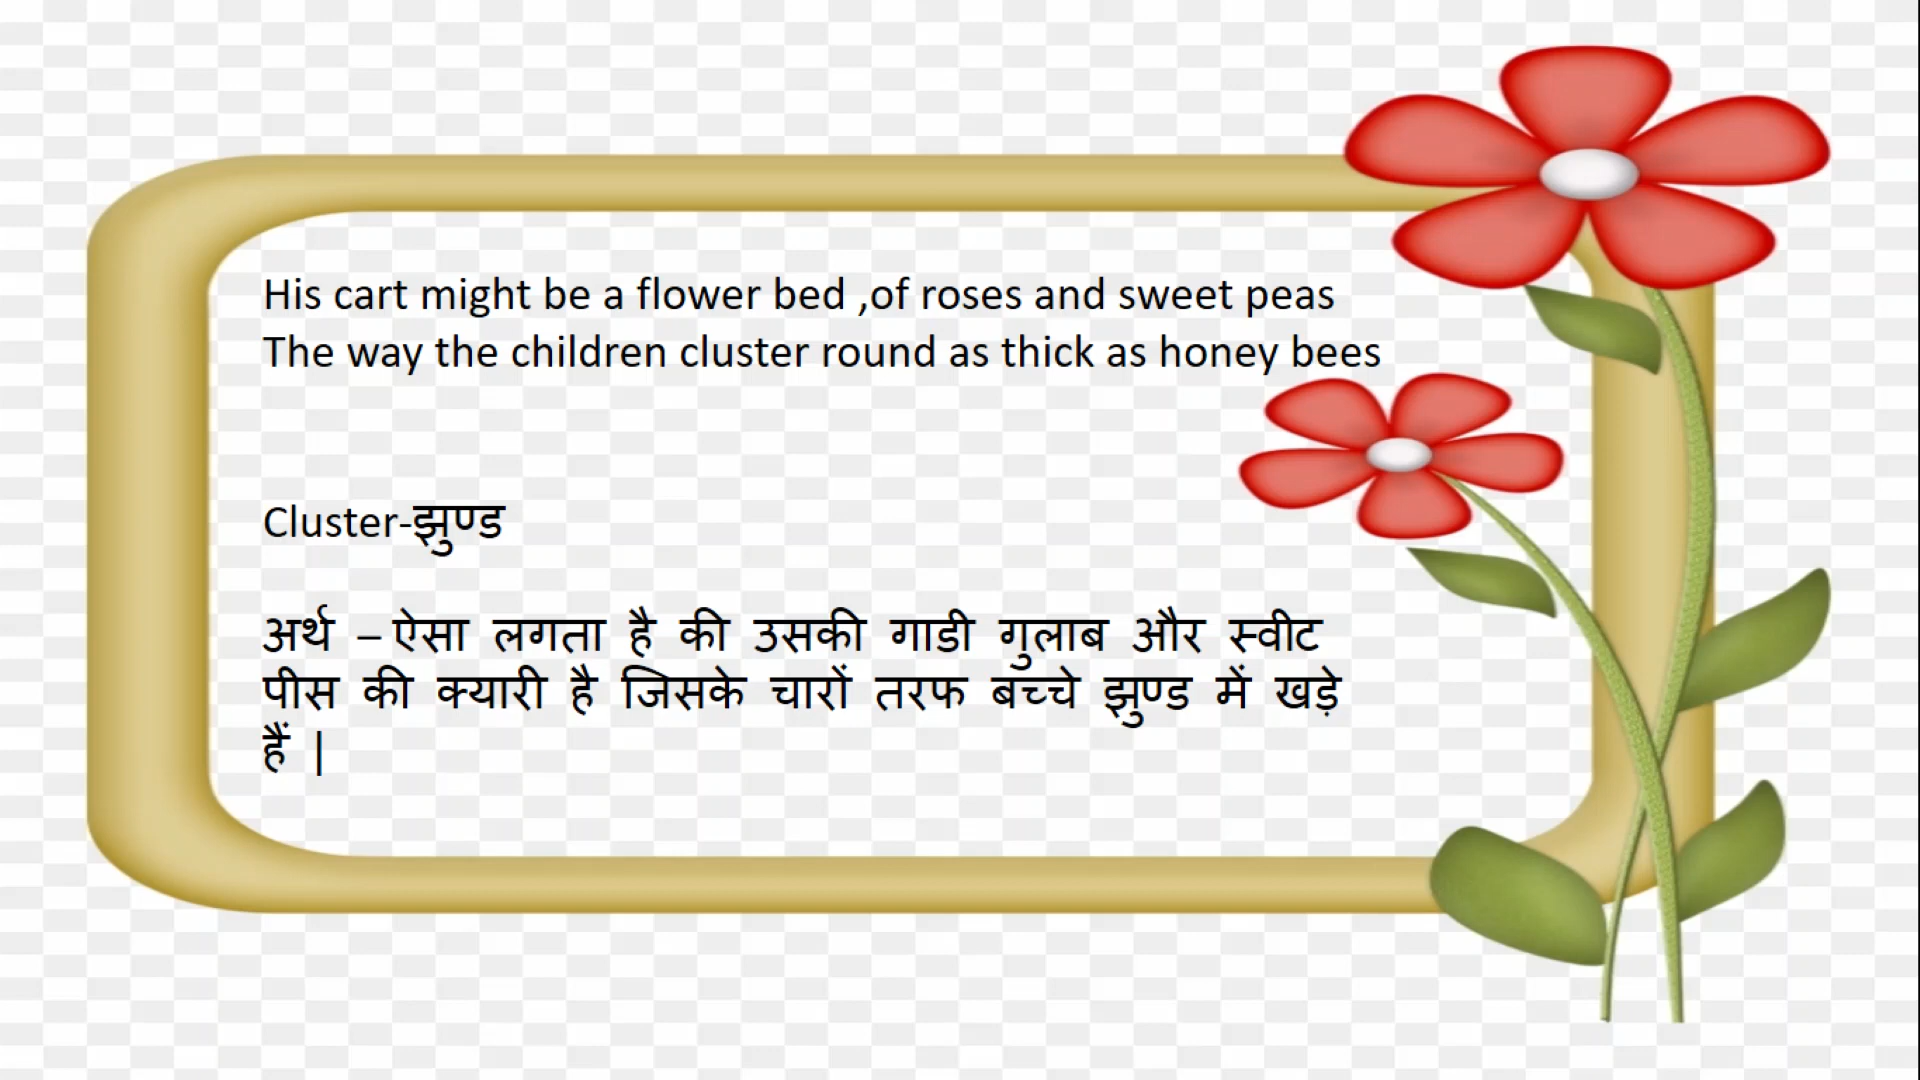 His cart might be a flower bed ,of roses and sweet peas
The way the children cluster round as thick as honey bees
Cluster-झुण्ड
अर्थ – ऐसा लगता है की उसकी गाडी गुलाब और स्वीट
पीस की क्यारी है जिसके चारों तरफ बच्चे झुण्ड में खड़े
हैं |